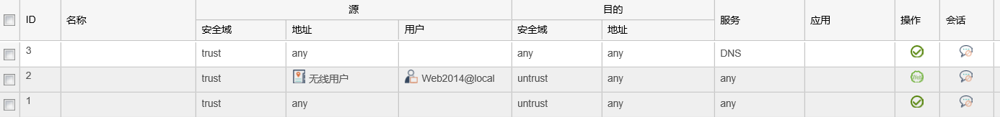 ID 名称 源 目的 服务 应用 操作 会话
安全域 地址 用户 安全域 地址
3 trust any any any DNS
2 trust 无线用户 Web2014@local untrust any any Web
1 trust any untrust any any